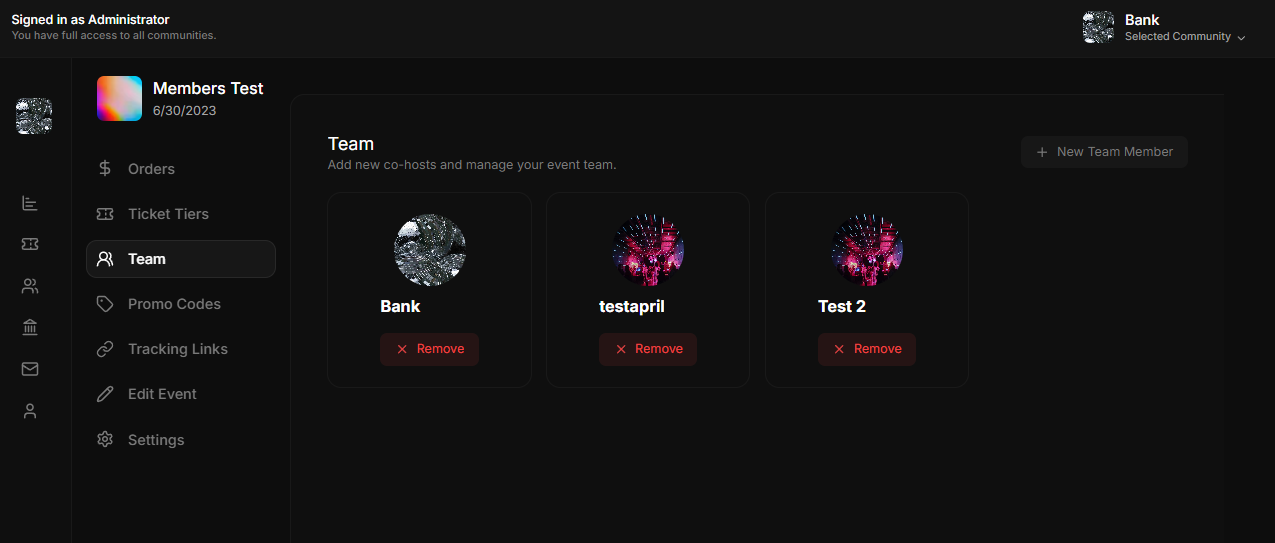 Signed in as Administrator
You have full access to all communities.
Bank
Selected Community
Members Test
6/30/2023
Orders
Ticket Tiers
Team
Promo Codes
Tracking Links
Edit Event
Settings
Team
Add new co-hosts and manage your event team.
New Team Member
Bank
Remove
testapril
Remove
Test 2
Remove